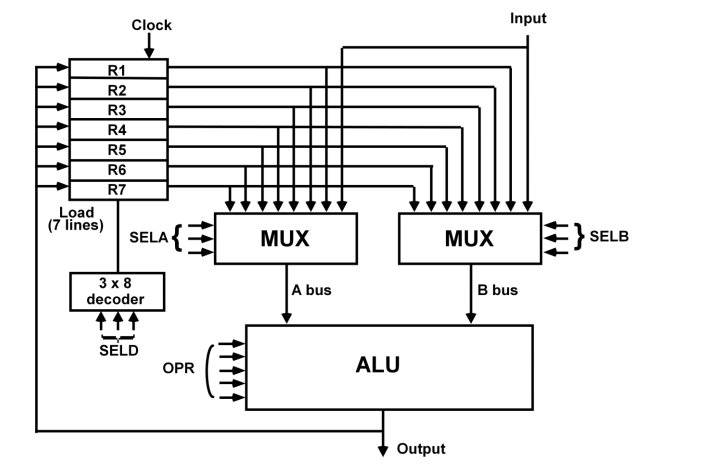 Clock
Input
R1
R2
R3
R4
R5
R6
R7
Load
(7 lines)
SELA {
MUX
MUX
} SELB
3 x 8
decoder
A bus
B bus
SELD
OPR
ALU
Output